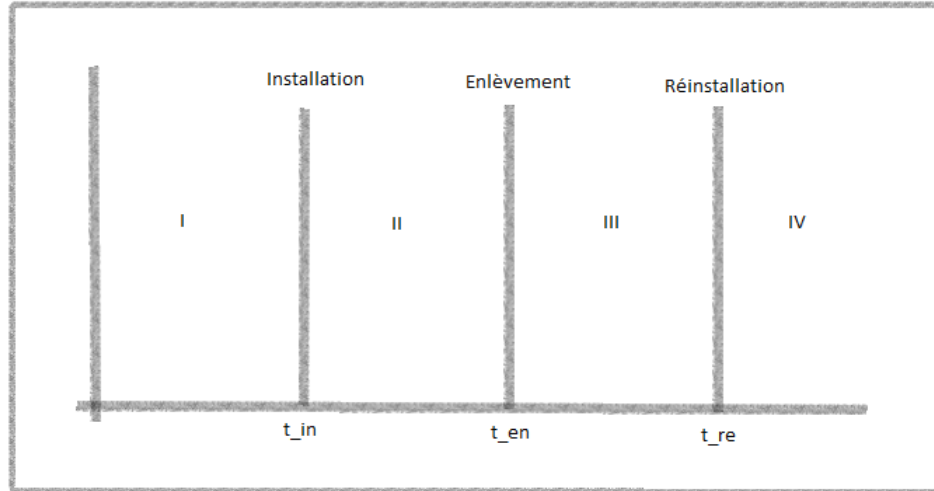 Installation
Enlèvement
Réinstallation
I
II
III
IV
t_in
t_en
t_re